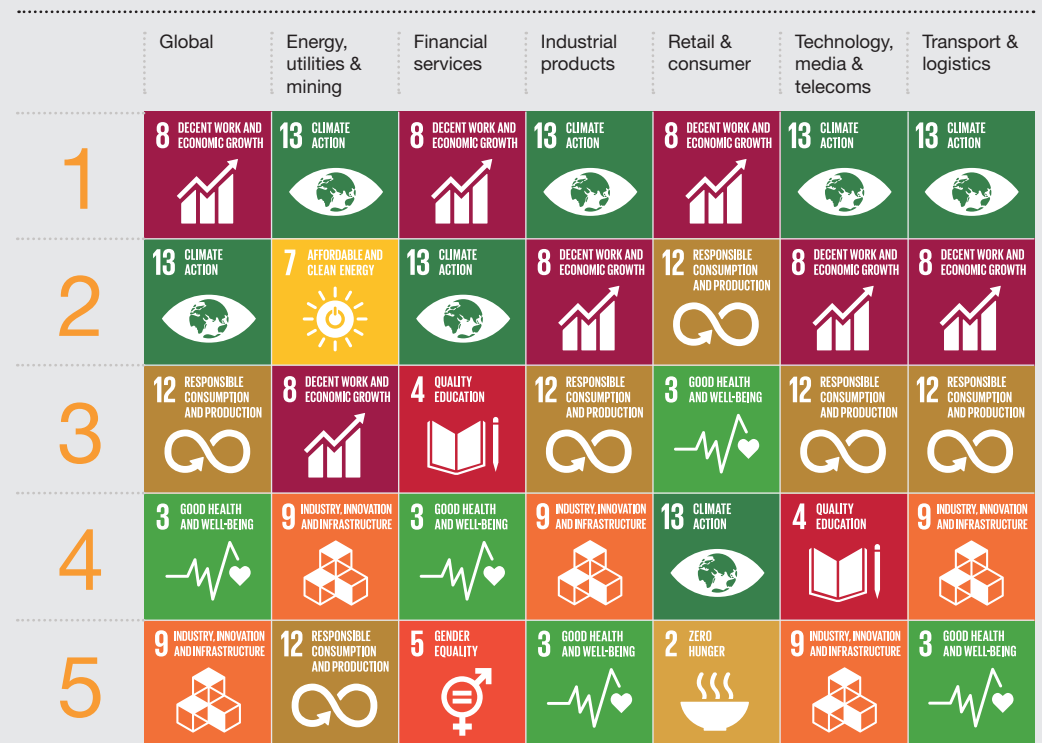 Global
Energy,
utilities &
mining
Financial
services
Industrial
products
Retail &
consumer
Technology,
media &
telecoms
Transport &
logistics
1
8 DECENT WORK AND
ECONOMIC GROWTH
13 CLIMATE
ACTION
8 DECENT WORK AND
ECONOMIC GROWTH
13 CLIMATE
ACTION
8 DECENT WORK AND
ECONOMIC GROWTH
13 CLIMATE
ACTION
13 CLIMATE
ACTION
2
13 CLIMATE
ACTION
7 AFFORDABLE AND
CLEAN ENERGY
13 CLIMATE
ACTION
8 DECENT WORK AND
ECONOMIC GROWTH
12 RESPONSIBLE
CONSUMPTION
AND PRODUCTION
8 DECENT WORK AND
ECONOMIC GROWTH
8 DECENT WORK AND
ECONOMIC GROWTH
3
12 RESPONSIBLE
CONSUMPTION
AND PRODUCTION
8 DECENT WORK AND
ECONOMIC GROWTH
4 QUALITY
EDUCATION
12 RESPONSIBLE
CONSUMPTION
AND PRODUCTION
3 GOOD HEALTH
AND WELL-BEING
12 RESPONSIBLE
CONSUMPTION
AND PRODUCTION
12 RESPONSIBLE
CONSUMPTION
AND PRODUCTION
4
3 GOOD HEALTH
AND WELL-BEING
9 INDUSTRY, INNOVATION
AND INFRASTRUCTURE
3 GOOD HEALTH
AND WELL-BEING
9 INDUSTRY, INNOVATION
AND INFRASTRUCTURE
13 CLIMATE
ACTION
4 QUALITY
EDUCATION
9 INDUSTRY, INNOVATION
AND INFRASTRUCTURE
5
9 INDUSTRY, INNOVATION
AND INFRASTRUCTURE
12 RESPONSIBLE
CONSUMPTION
AND PRODUCTION
5 GENDER
EQUALITY
3 GOOD HEALTH
AND WELL-BEING
2 ZERO
HUNGER
9 INDUSTRY, INNOVATION
AND INFRASTRUCTURE
3 GOOD HEALTH
AND WELL-BEING